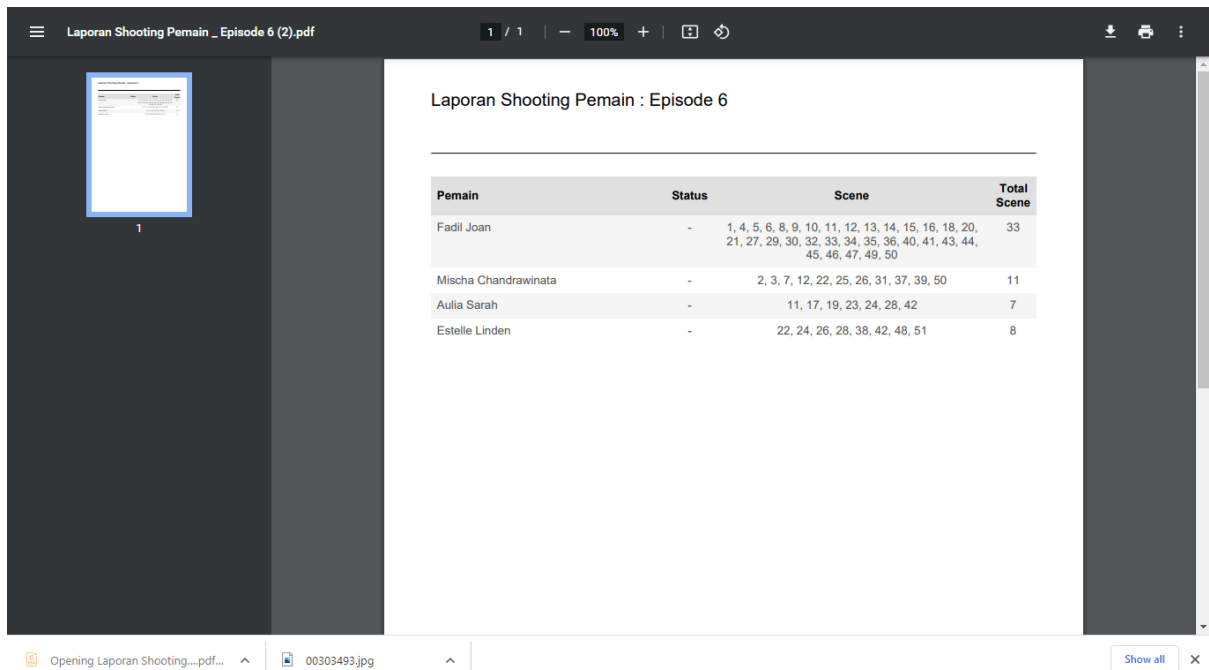 Laporan Shooting Pemain _ Episode 6 (2).pdf
1 / 1
100%
1
Laporan Shooting Pemain : Episode 6
Pemain Status Scene Total Scene
Fadil Joan - 1, 4, 5, 6, 8, 9, 10, 11, 12, 13, 14, 15, 16, 18, 20, 33
21, 27, 29, 30, 32, 33, 34, 35, 36, 40, 41, 43, 44,
45, 46, 47, 49, 50
Mischa Chandrawinata - 2, 3, 7, 12, 22, 25, 26, 31, 37, 39, 50 11
Aulia Sarah - 11, 17, 19, 23, 24, 28, 42 7
Estelle Linden - 22, 24, 26, 28, 38, 42, 48, 51 8
Opening Laporan Shooting....pdf...
00303493.jpg
Show all